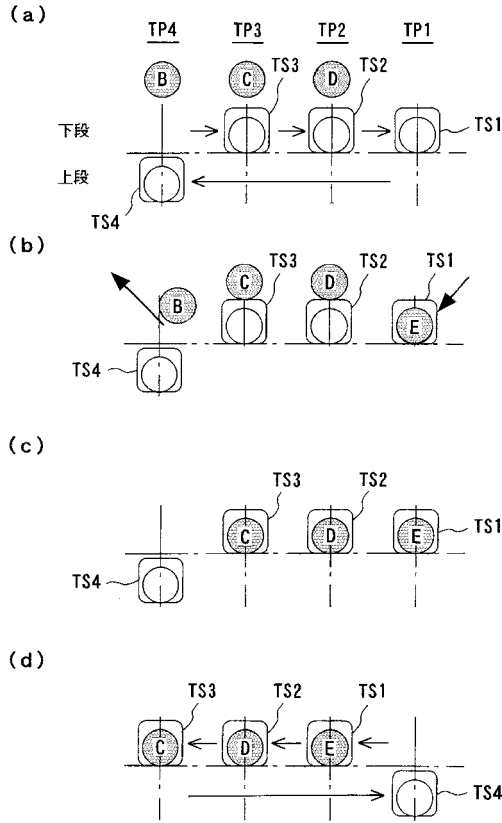 (a)
TP4 TP3 TP2 TP1
TS3 TS2
B C D
下段 TS1
上段
TS4
(b)
TS3 TS2 TS1
C D
B
E
TS4
(c)
TS3 TS2
C D E TS1
TS4
(d)
TS3 TS2 TS1
C D E
TS4